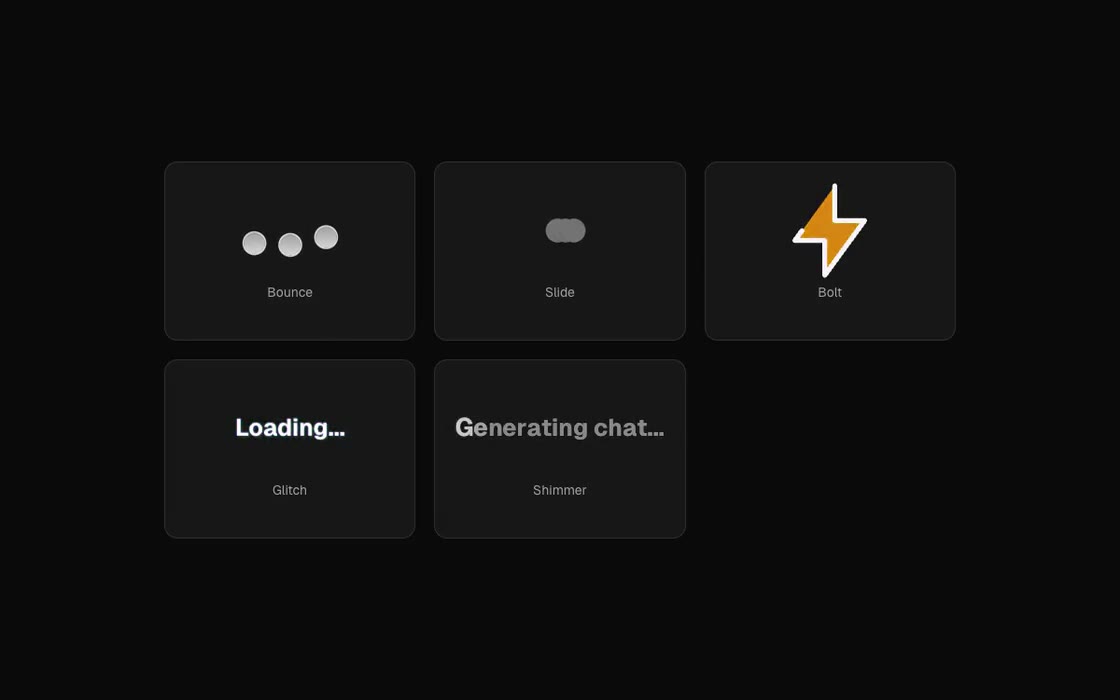 Bounce
Slide
Bolt
Loading...
Glitch
Generating chat...
Shimmer